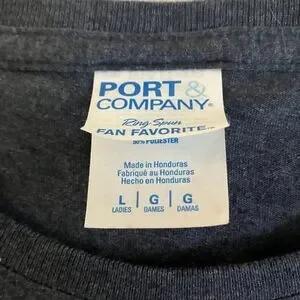 PORT &
COMPANY®
Ring Spun
FAN FAVORITE
50% POLIESTER
Made in Honduras
Fabriqué au Honduras
Hecho en Honduras
L | G | G
LADIES DAMES DAMAS